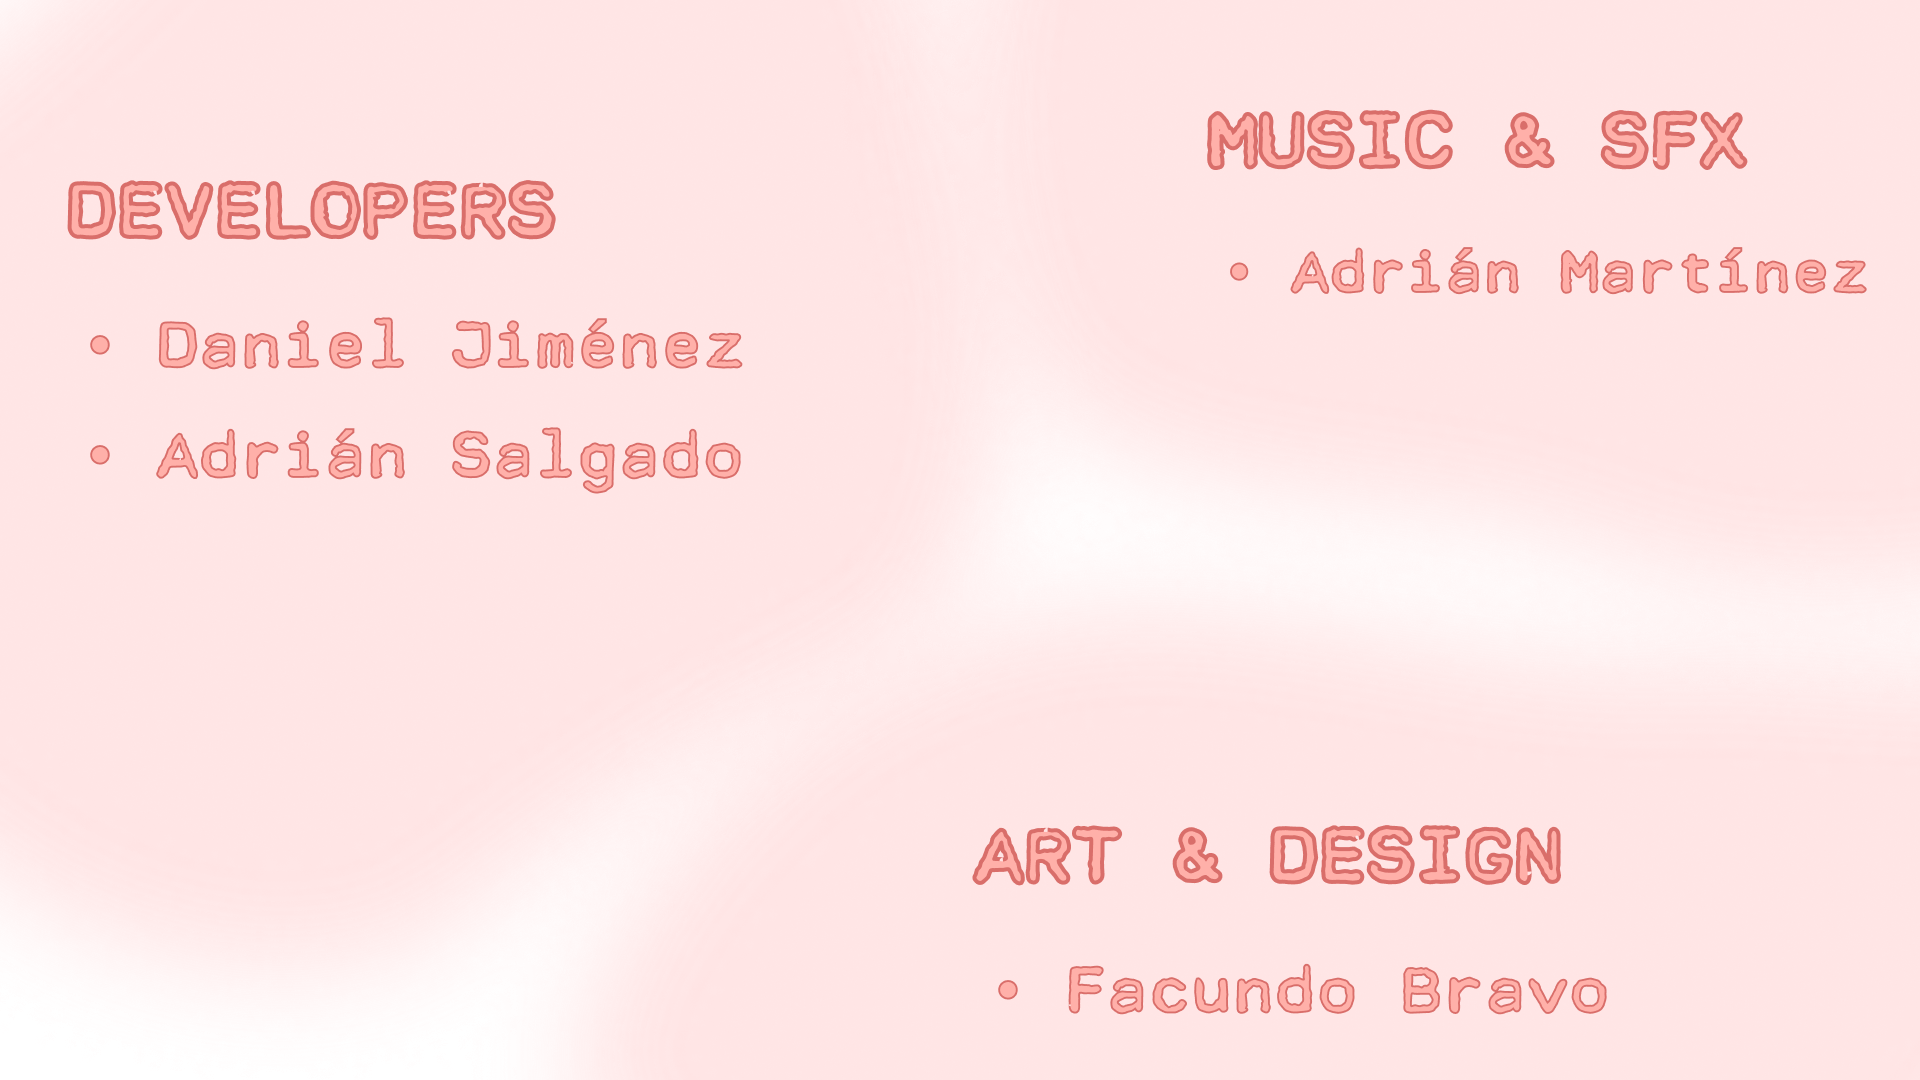 DEVELOPERS
• Daniel Jiménez
• Adrián Salgado
MUSIC & SFX
• Adrián Martínez
ART & DESIGN
• Facundo Bravo